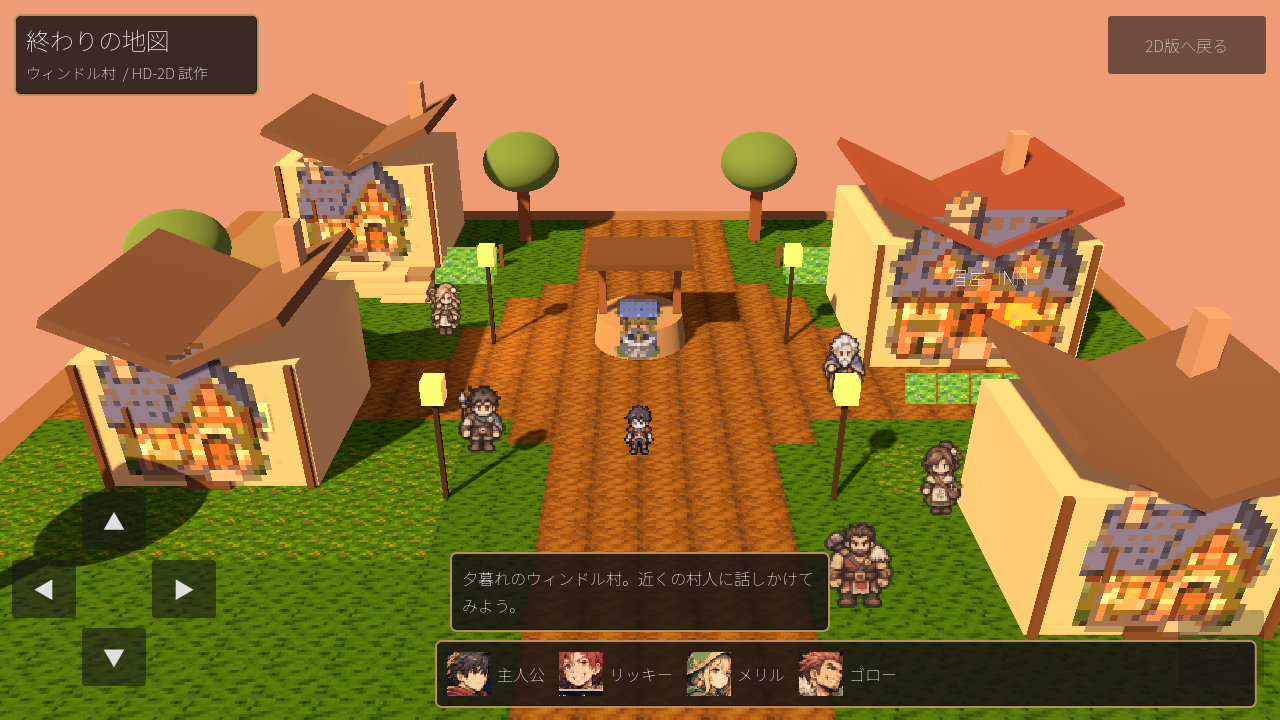 終わりの地図
ウィンドル村 / HD-2D 試作
2D版へ戻る
宿屋 INN
夕暮れのウィンドル村。近くの村人に話しかけて
みよう。
主人公
リッキー
メリル
ゴロー